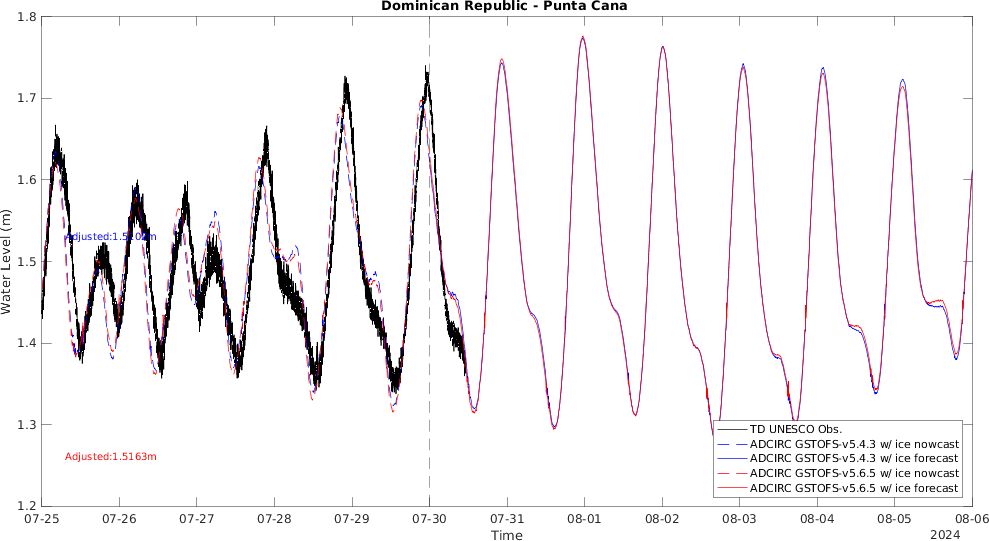 Dominican Republic - Punta Cana
1.8
1.7
1.6
1.5
1.4
1.3
1.2
Water Level (m)
Adjusted:1.5163m
TD UNESCO Obs.
ADCIRC GSTOFS-v5.4.3 w/ ice nowcast
ADCIRC GSTOFS-v5.4.3 w/ ice forecast
ADCIRC GSTOFS-v5.6.5 w/ ice nowcast
ADCIRC GSTOFS-v5.6.5 w/ ice forecast
07-25 07-26 07-27 07-28 07-29 07-30 07-31 08-01 08-02 08-03 08-04 08-05 08-06
Time
2024